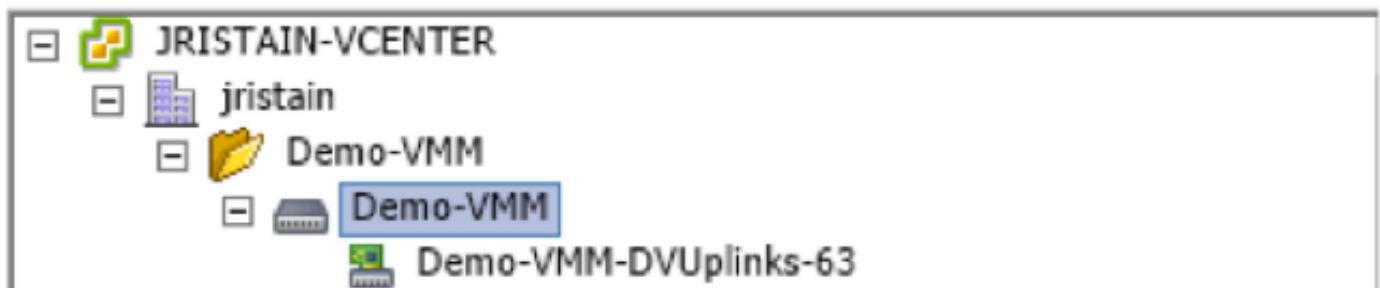 JRISTAIN-VCENTER
jristain
Demo-VMM
Demo-VMM
Demo-VMM-DVUplinks-63